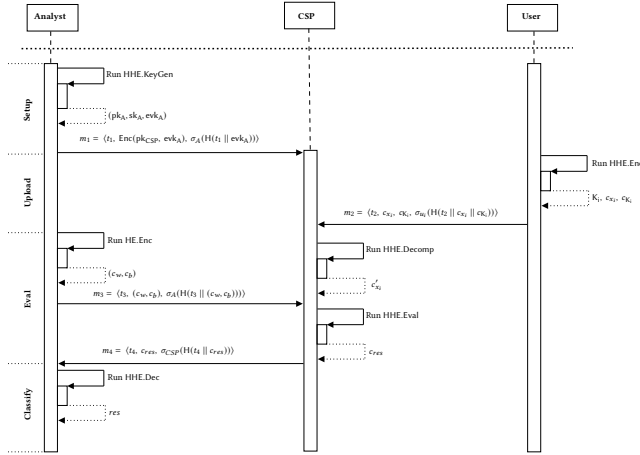 Analyst
CSP
User
Setup
Run HHE.KeyGen
(pk_A, sk_A, evk_A)
m_1 = ⟨t_1, Enc(pk_CSP, evk_A), σ_A(H(t_1 || evk_A))⟩
Upload
Run HHE.Enc
K_i, c_{x_i}, c_{K_i}
m_2 = ⟨t_2, c_{x_i}, c_{K_i}, σ_{u_i}(H(t_2 || c_{x_i} || c_{K_i}))⟩
Eval
Run HE.Enc
(c_w, c_b)
Run HHE.Decomp
c'_{x_i}
m_3 = ⟨t_3, (c_w, c_b), σ_A(H(t_3 || (c_w, c_b)))⟩
Run HHE.Eval
c_res
m_4 = ⟨t_4, c_res, σ_CSP(H(t_4 || c_res))⟩
Classify
Run HHE.Dec
res